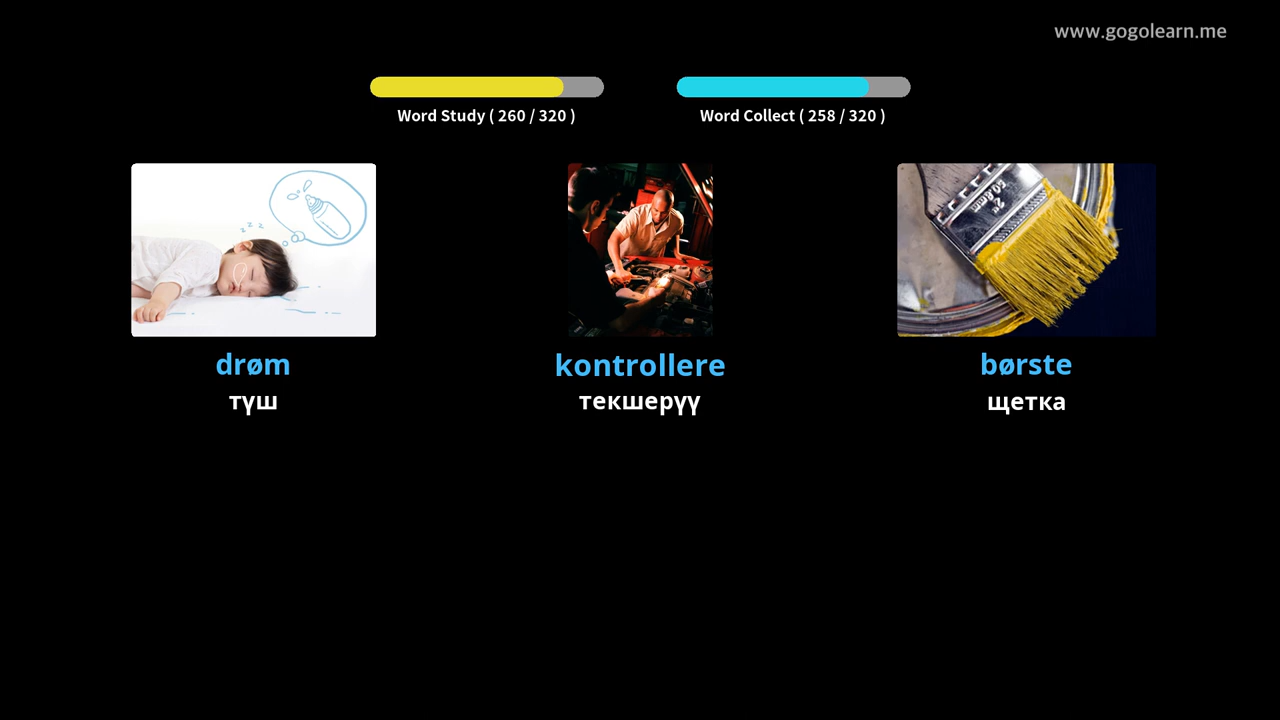 www.gogolearn.me
Word Study ( 260 / 320 )
Word Collect ( 258 / 320 )
drøm
түш
kontrollere
текшерүү
børste
щетка